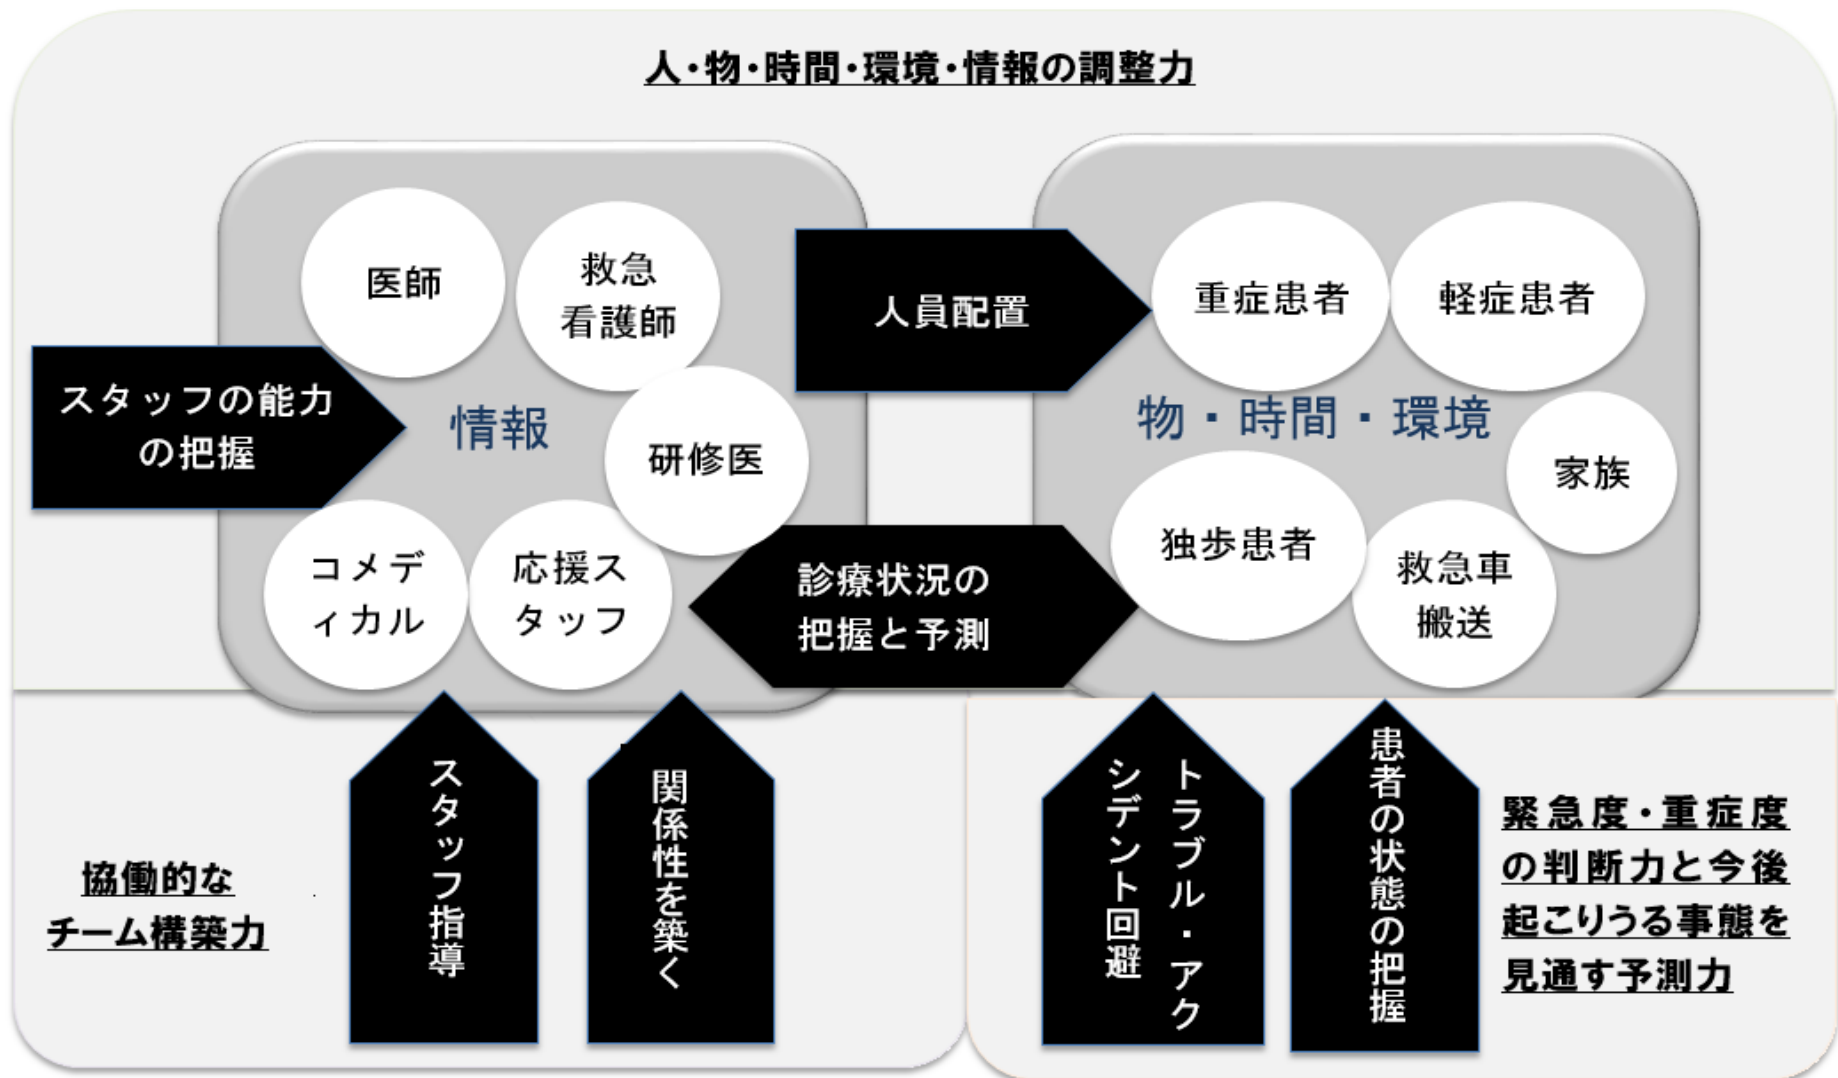 人・物・時間・環境・情報の調整力
医師
救急
看護師
スタッフの能力
の把握
情報
研修医
コメデ
ィカル
応援ス
タッフ
人員配置
診療状況の
把握と予測
重症患者
軽症患者
物・時間・環境
家族
独歩患者
救急車
搬送
協働的な
チーム構築力
スタッフ指導
関係性を築く
トラブル・アク
シデント回避
患者の状態の把握
緊急度・重症度
の判断力と今後
起こりうる事態を
見通す予測力